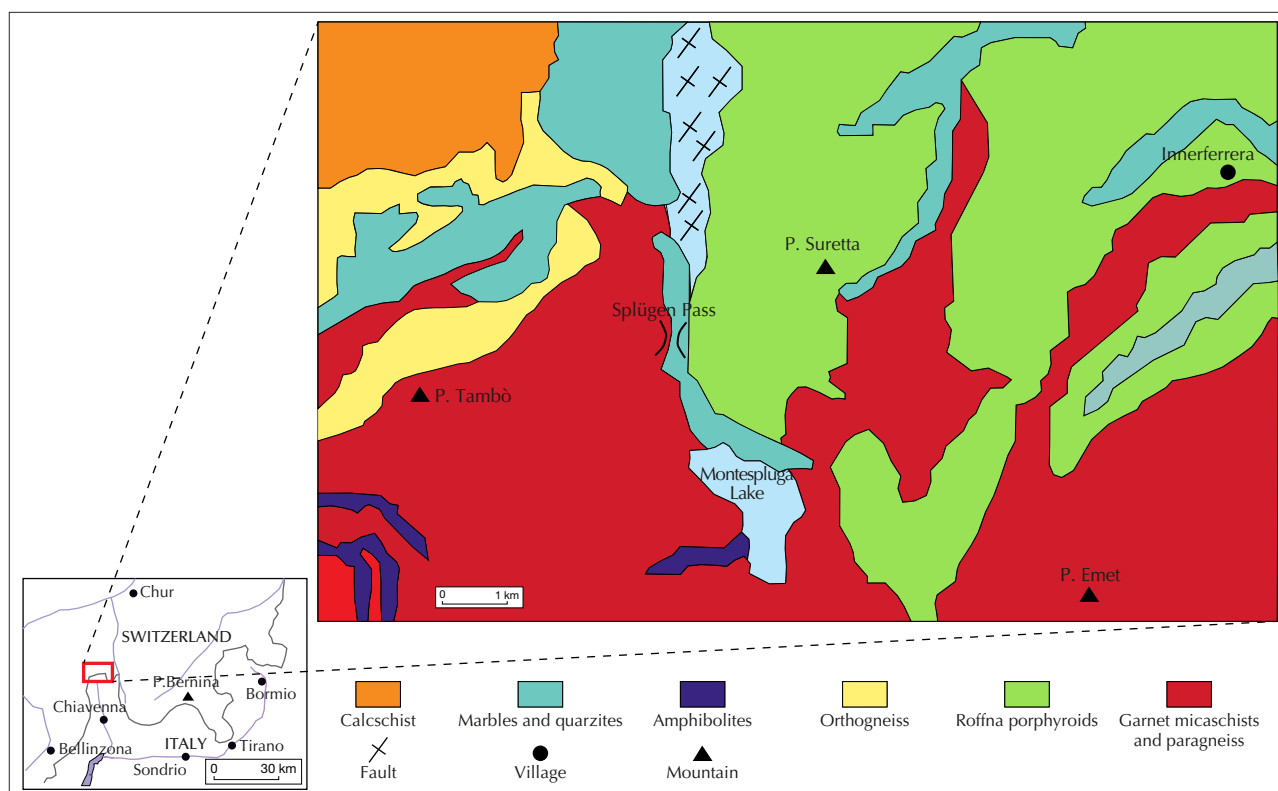 Innerferrera
P. Suretta
Splügen Pass
P. Tambò
Montespluga
Lake
P. Emet
0 1 km
Chur
SWITZERLAND
P.Bernina
Bormio
Chiavenna
Bellinzona
ITALY
Tirano
Sondrio
0 30 km
Calcschist
Marbles and quarzites
Amphibolites
Orthogneiss
Roffna porphyroids
Garnet micaschists
and paragneiss
Fault
Village
Mountain